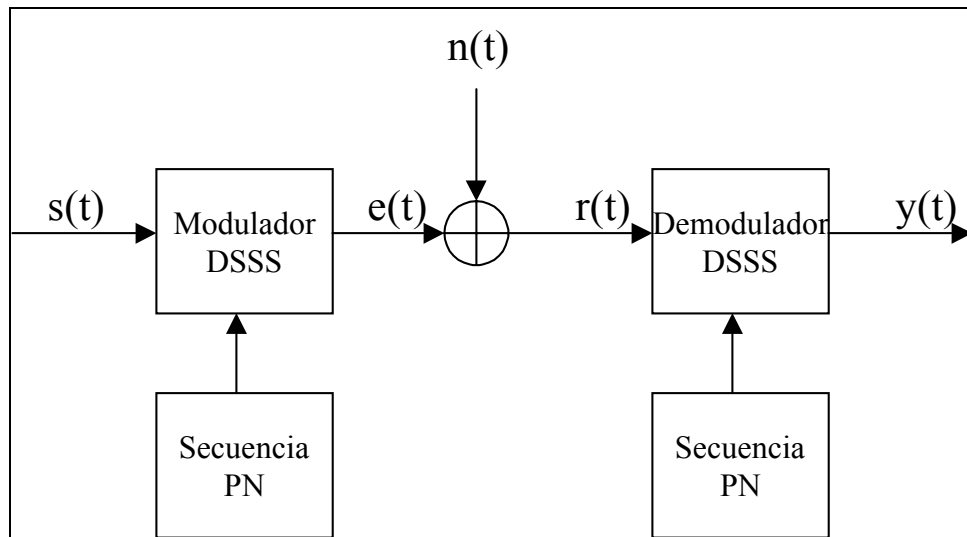 n(t)
s(t)
Modulador
DSSS
e(t)
r(t)
Demodulador
DSSS
y(t)
Secuencia
PN
Secuencia
PN